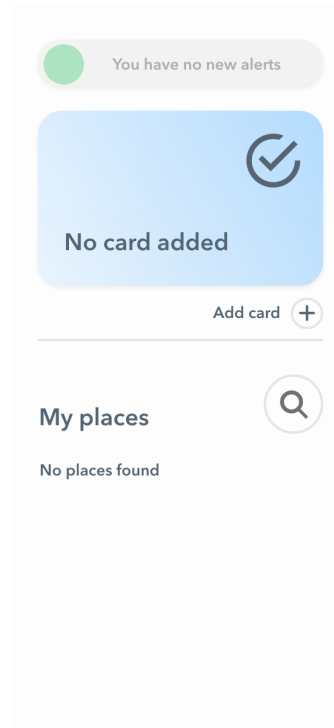 You have no new alerts
No card added
Add card
My places
No places found